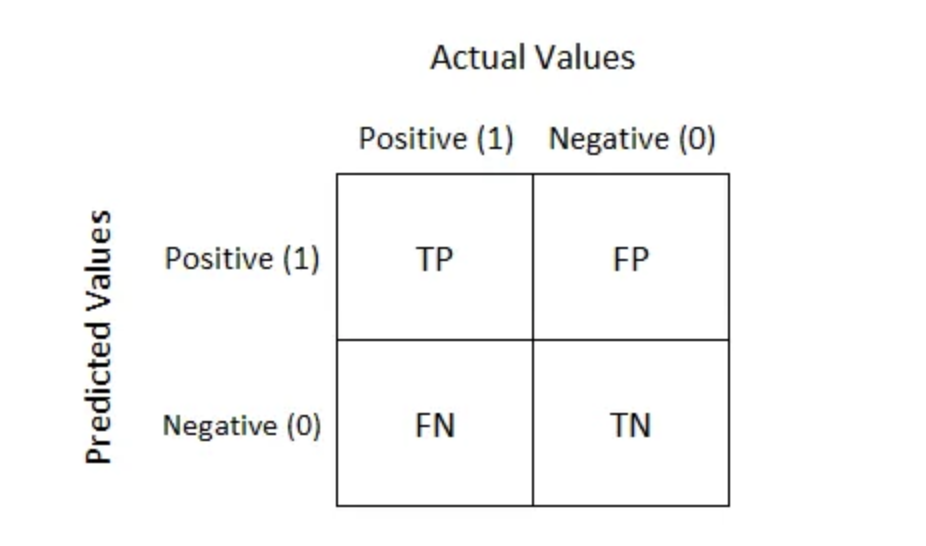 Actual Values
Positive (1) Negative (0)
Predicted Values
Positive (1) TP FP
Negative (0) FN TN